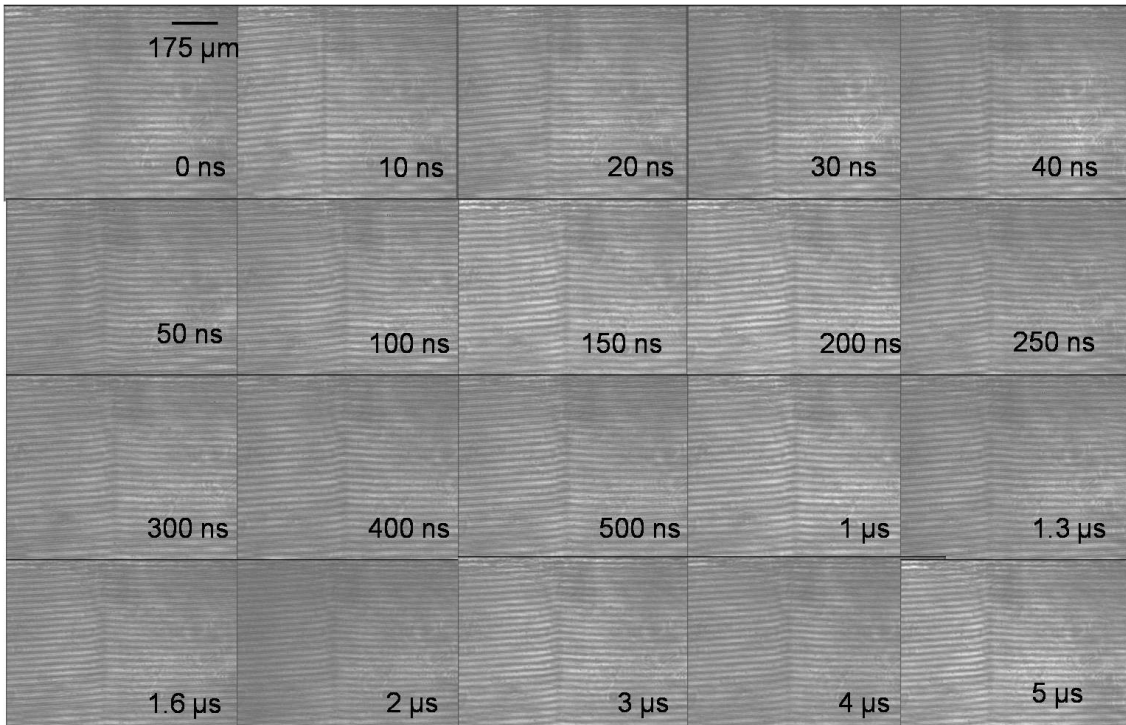 175 µm
0 ns
10 ns
20 ns
30 ns
40 ns
50 ns
100 ns
150 ns
200 ns
250 ns
300 ns
400 ns
500 ns
1 µs
1.3 µs
1.6 µs
2 µs
3 µs
4 µs
5 µs